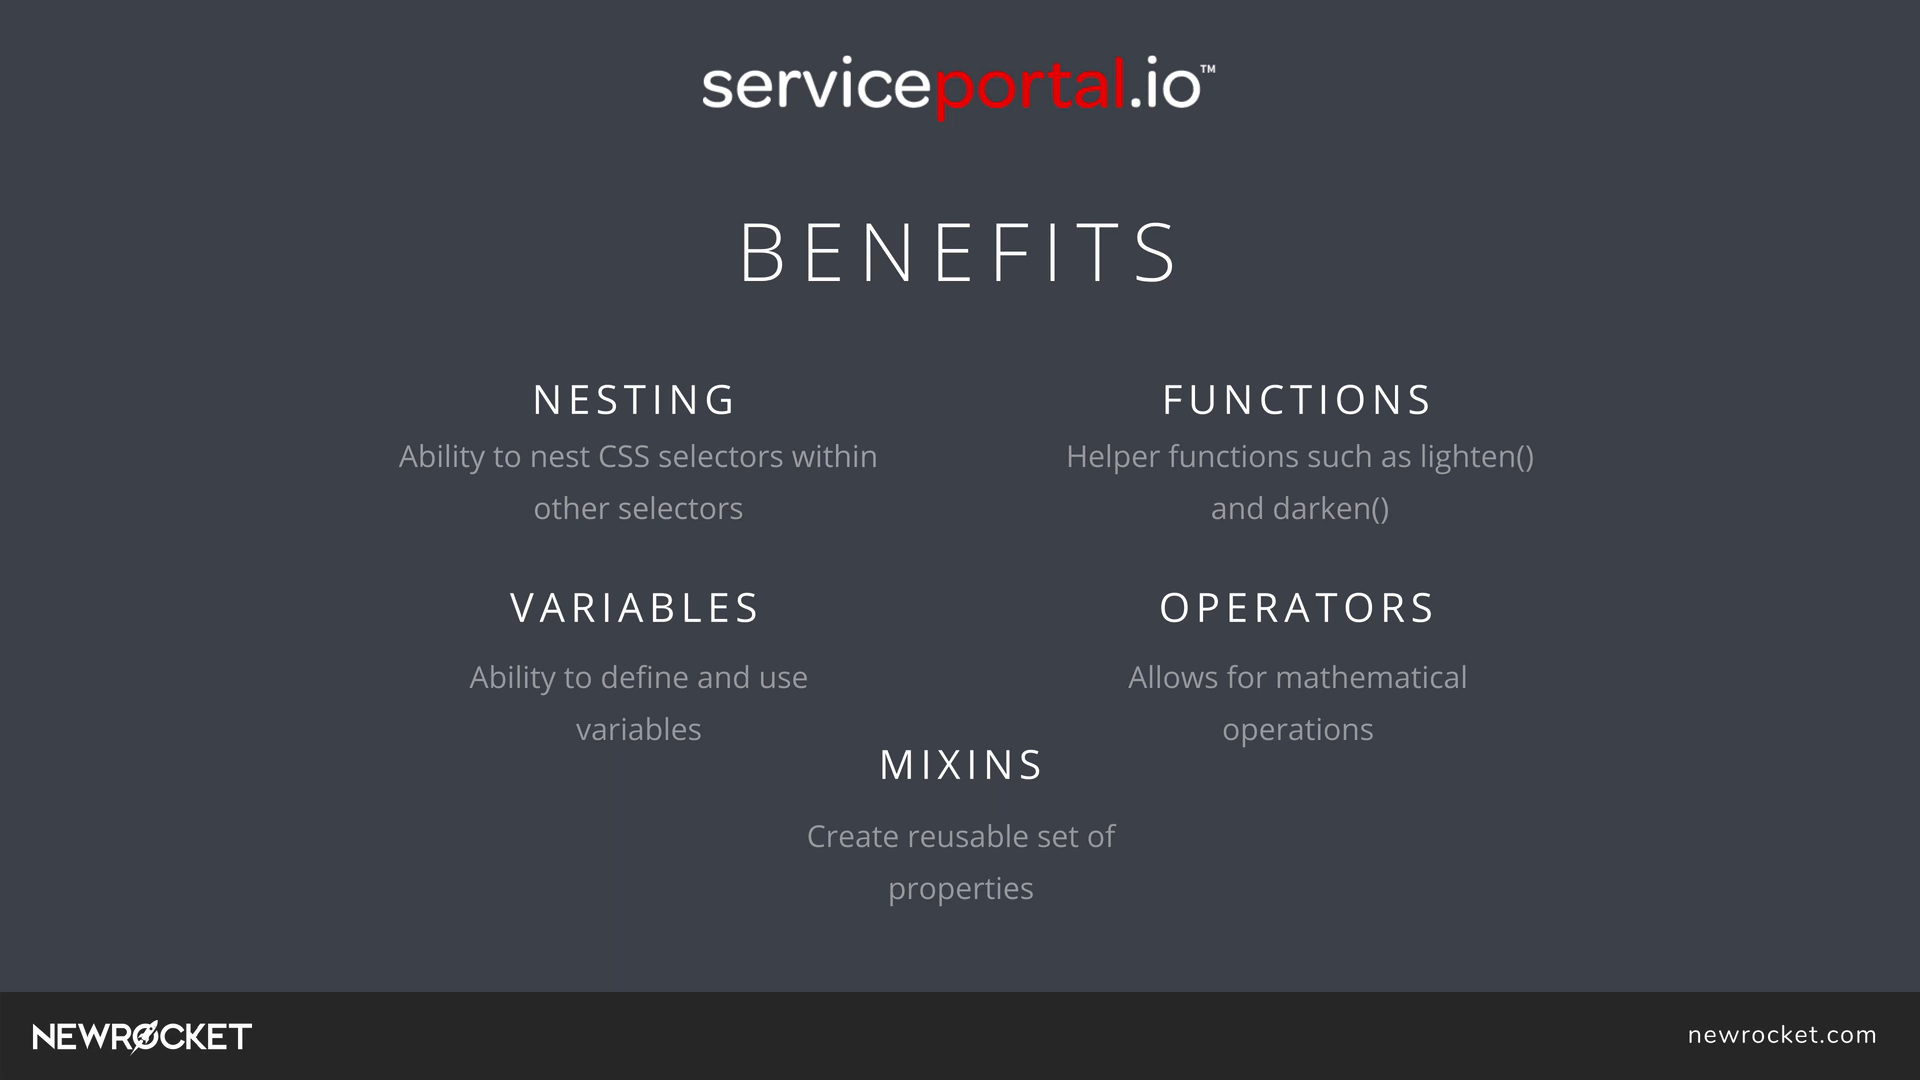 serviceportal.io™
BENEFITS
NESTING
Ability to nest CSS selectors within
other selectors
FUNCTIONS
Helper functions such as lighten()
and darken()
VARIABLES
Ability to define and use
variables
OPERATORS
Allows for mathematical
operations
MIXINS
Create reusable set of
properties
NEWROCKET
newrocket.com